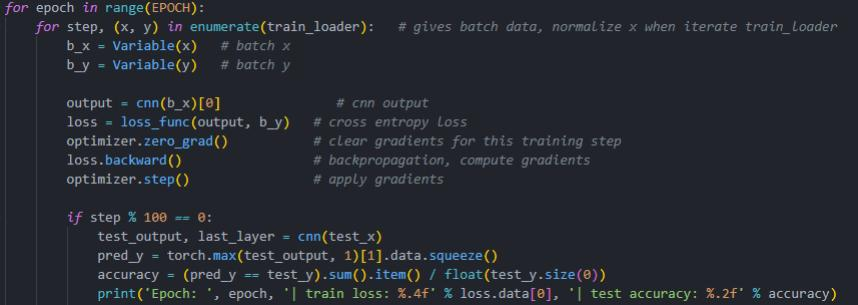 for epoch in range(EPOCH):
for step, (x, y) in enumerate(train_loader):   # gives batch data, normalize x when iterate train_loader
b_x = Variable(x)   # batch x
b_y = Variable(y)   # batch y
output = cnn(b_x)[0]               # cnn output
loss = loss_func(output, b_y)   # cross entropy loss
optimizer.zero_grad()           # clear gradients for this training step
loss.backward()                 # backpropagation, compute gradients
optimizer.step()                # apply gradients
if step % 100 == 0:
test_output, last_layer = cnn(test_x)
pred_y = torch.max(test_output, 1)[1].data.squeeze()
accuracy = (pred_y == test_y).sum().item() / float(test_y.size(0))
print('Epoch: ', epoch, '| train loss: %.4f' % loss.data[0], '| test accuracy: %.2f' % accuracy)